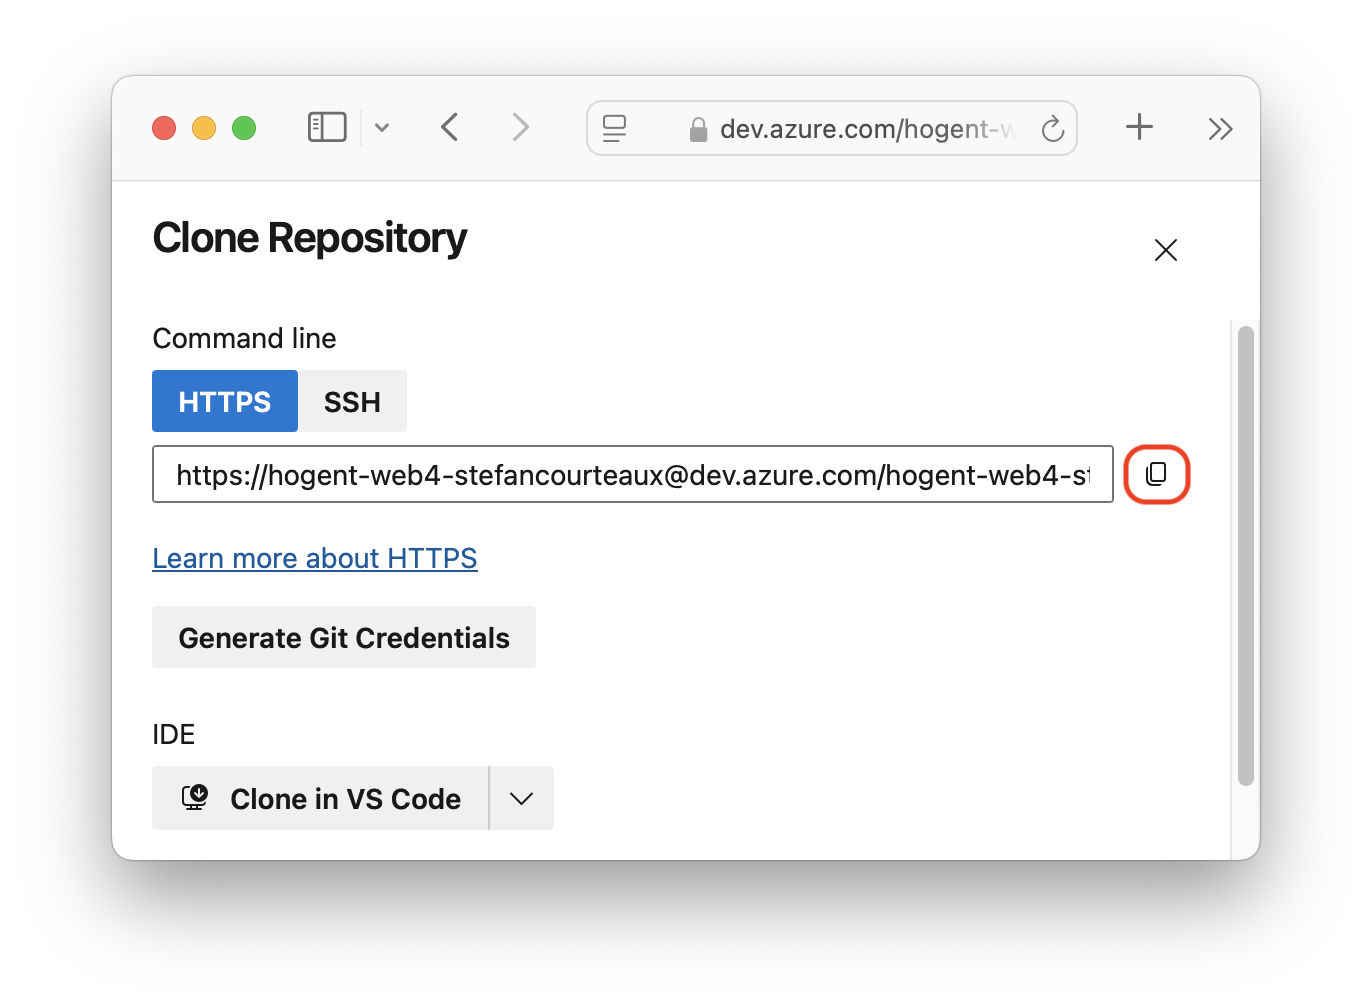 dev.azure.com/hogent-w
Clone Repository
Command line
HTTPS SSH
https://hogent-web4-stefancourteaux@dev.azure.com/hogent-web4-st
Learn more about HTTPS
Generate Git Credentials
IDE
Clone in VS Code